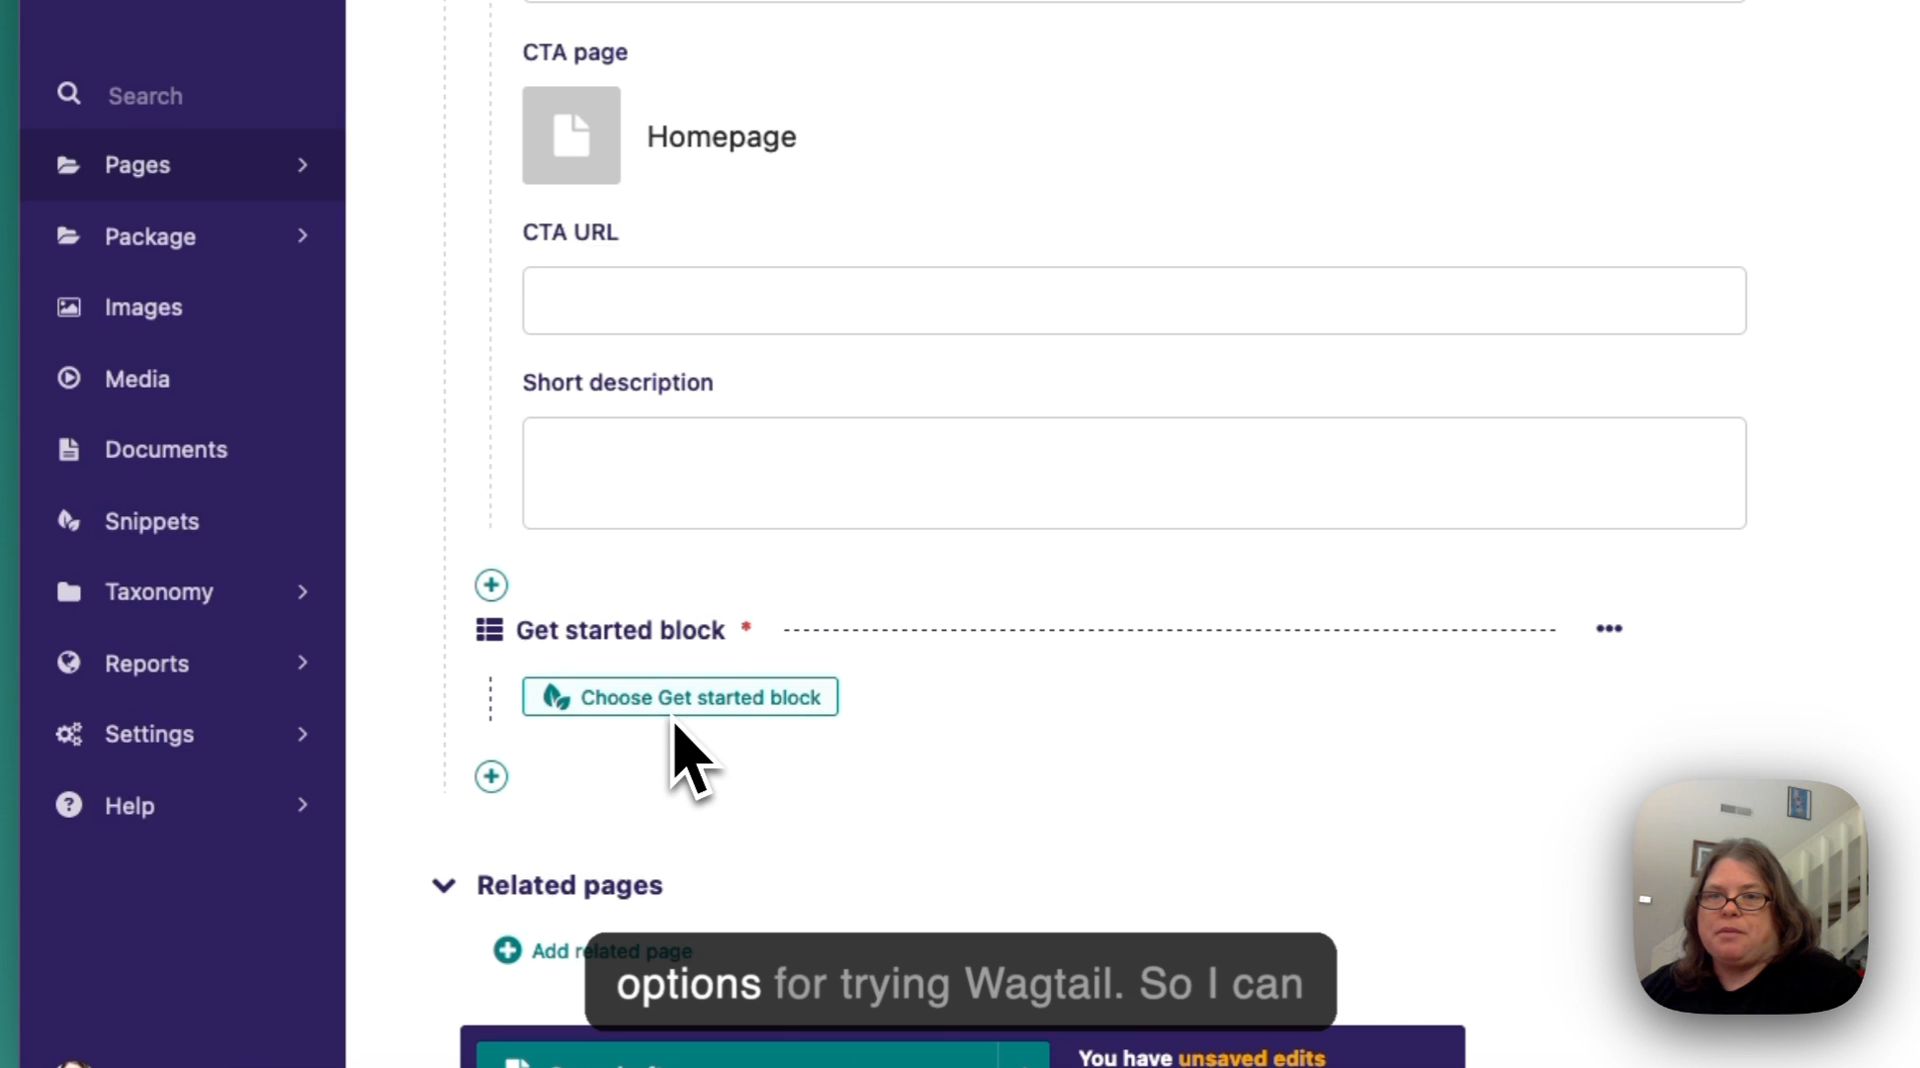 Search
Pages
Package
Images
Media
Documents
Snippets
Taxonomy
Reports
Settings
Help
CTA page
Homepage
CTA URL
Short description
Get started block *
Choose Get started block
Related pages
Add related page
options for trying Wagtail. So I can
You have unsaved edits